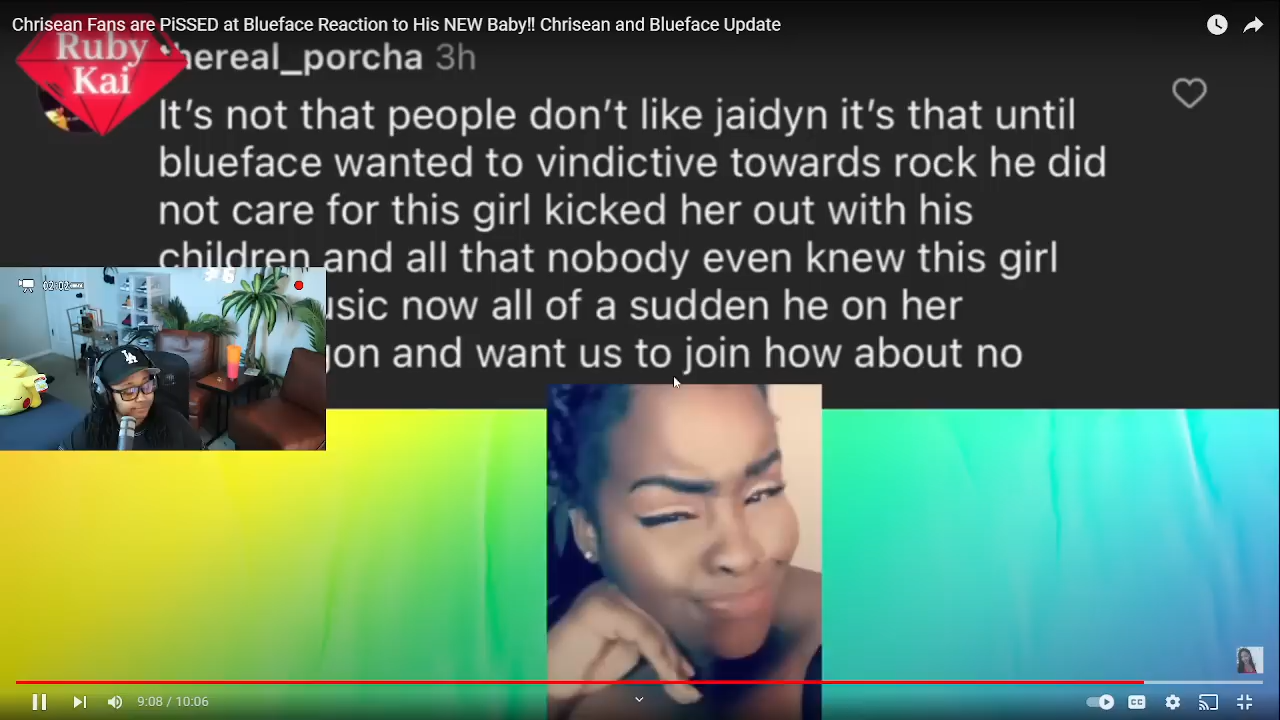 Chrisean Fans are PiSSED at Blueface Reaction to His NEW Baby!! Chrisean and Blueface Update
Ruby
Kai
hereal_porcha 3h
It's not that people don't like jaidyn it's that until
blueface wanted to vindictive towards rock he did
not care for this girl kicked her out with his
children and all that nobody even knew this girl
usic now all of a sudden he on her
gon and want us to join how about no
LA
9:08 / 10:06
CC